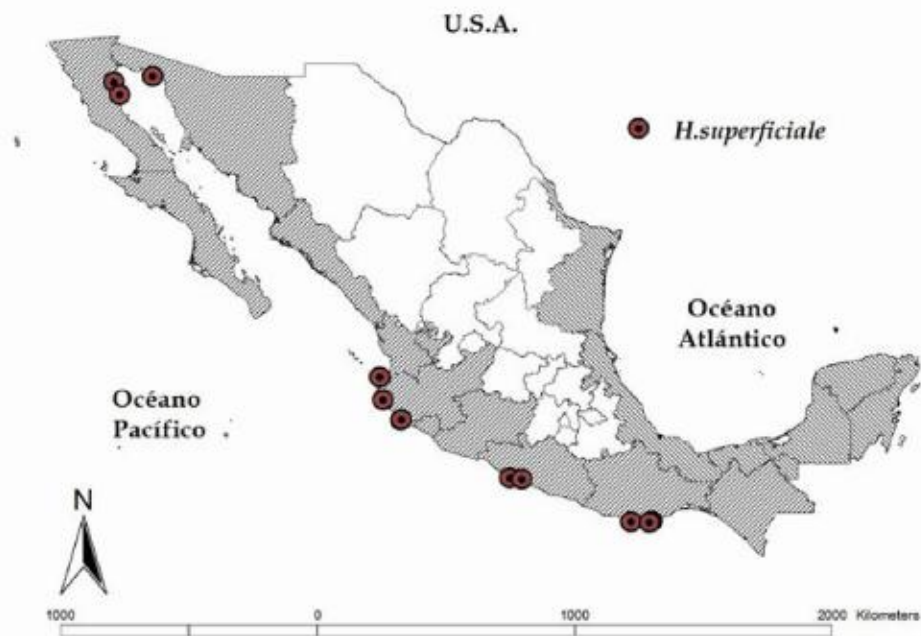 U.S.A.
H.superficiale
Océano
Atlántico
Océano
Pacífico
N
1000 0 1000 2000 Kilometers